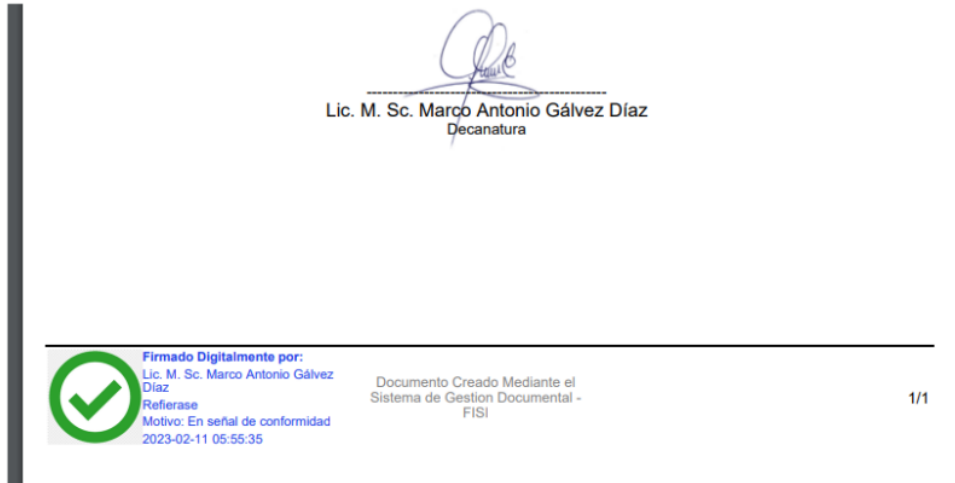 Lic. M. Sc. Marco Antonio Gálvez Díaz
Decanatura
Firmado Digitalmente por:
Lic. M. Sc. Marco Antonio Gálvez
Díaz
Refierase
Motivo: En señal de conformidad
2023-02-11 05:55:35
Documento Creado Mediante el
Sistema de Gestion Documental -
FISI
1/1